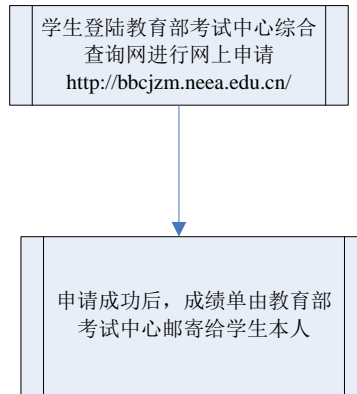 学生登陆教育部考试中心综合
查询网进行网上申请
http://bbcjzm.neea.edu.cn/
申请成功后，成绩单由教育部
考试中心邮寄给学生本人